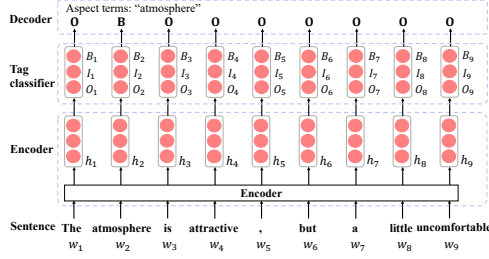 Aspect terms: “atmosphere”
Decoder O B O O O O O O O
B1 B2 B3 B4 B5 B6 B7 B8 B9
Tag classifier I1 I2 I3 I4 I5 I6 I7 I8 I9
O1 O2 O3 O4 O5 O6 O7 O8 O9
Encoder h1 h2 h3 h4 h5 h6 h7 h8 h9
Encoder
Sentence The atmosphere is attractive , but a little uncomfortable
w1 w2 w3 w4 w5 w6 w7 w8 w9